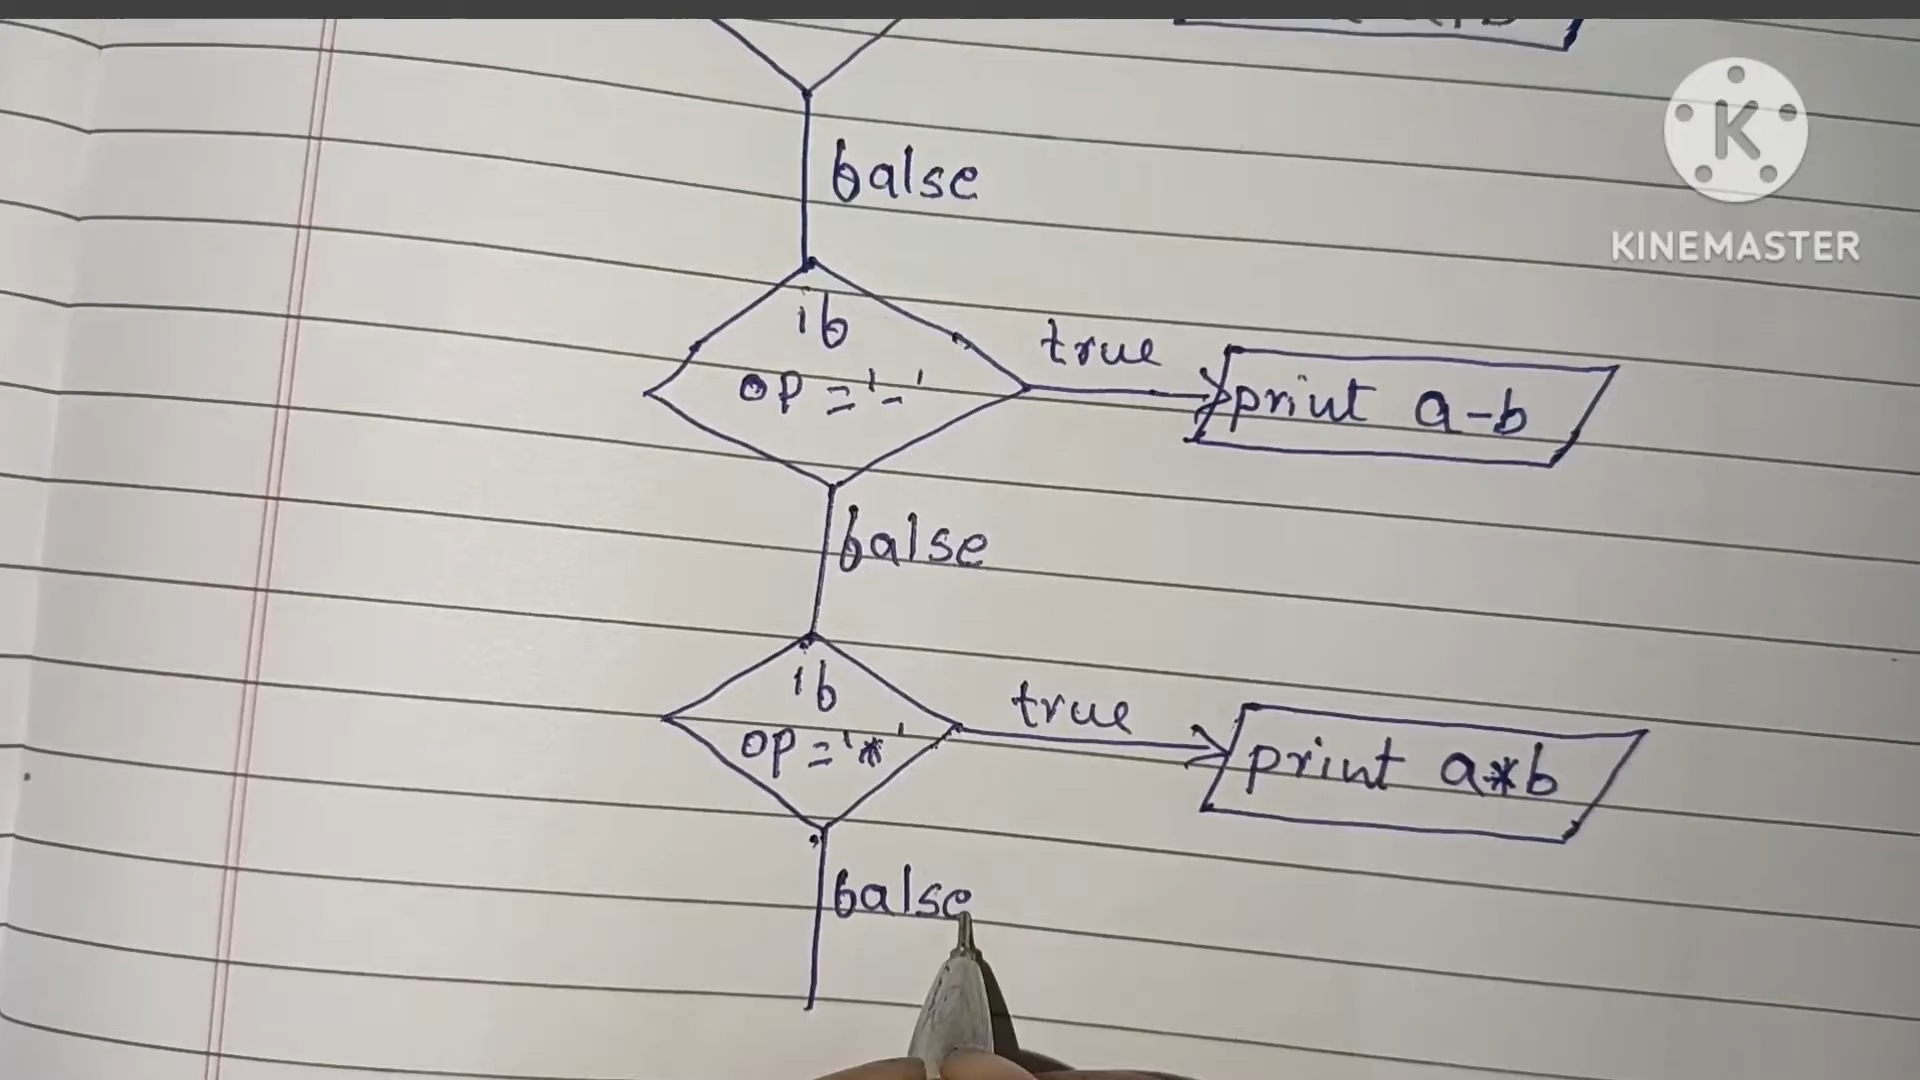 false
if
op = '-'
true
print a-b
false
if
op = '*'
true
print a*b
false
K
KINEMASTER